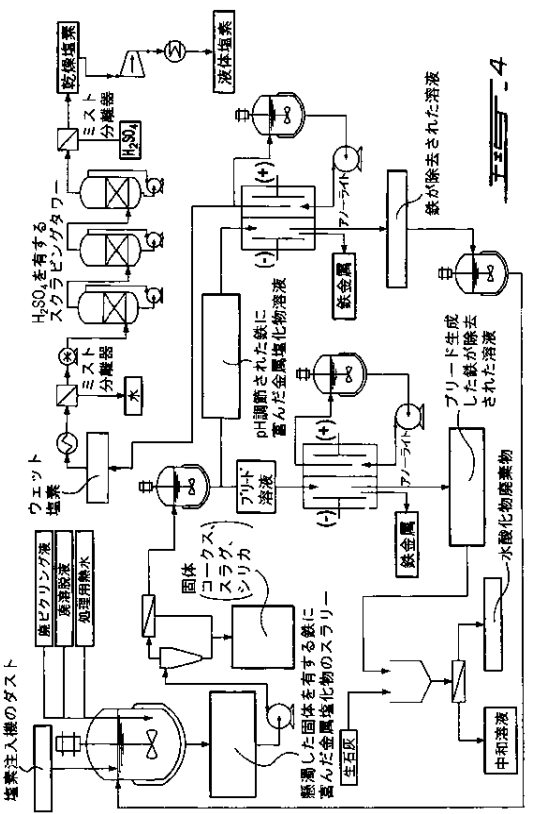 塩素注入機のダスト
廃ピクリング液
廃溶脱液
処理用熱水
ウェット
塩素
ミスト
分離器
水
H₂SO₄を有する
スクラビングタワー
ミスト
分離器
H₂SO₄
乾燥塩素
液体塩素
固体
コークス、
スラグ、
シリカ
pH調節された鉄に
富んだ金属塩化物溶液
(-)
(+)
アノーライト
鉄金属
鉄が除去された溶液
ブリード
溶液
(-)
(+)
アノーライト
鉄金属
ブリード生成
した鉄が除去
された溶液
懸濁した固体を有する鉄に
富んだ金属塩化物のスラリー
生石灰
中和溶液
水酸化物廃棄物
Fig. 4